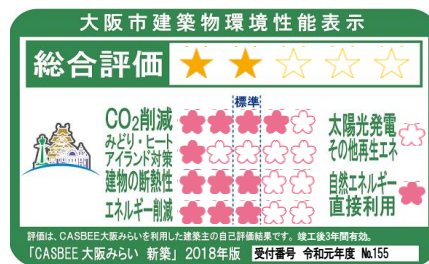 大阪市建築物環境性能表示
総合評価
標準
CO2削減
みどり・ヒート
アイランド対策
建物の断熱性
エネルギー削減
太陽光発電
その他再生エネ
自然エネルギー
直接利用
評価は、CASBEE大阪みらいを利用した建築主の自己評価結果です。竣工後3年間有効。
「CASBEE大阪みらい 新築」2018年版 受付番号 令和元年度 No.155